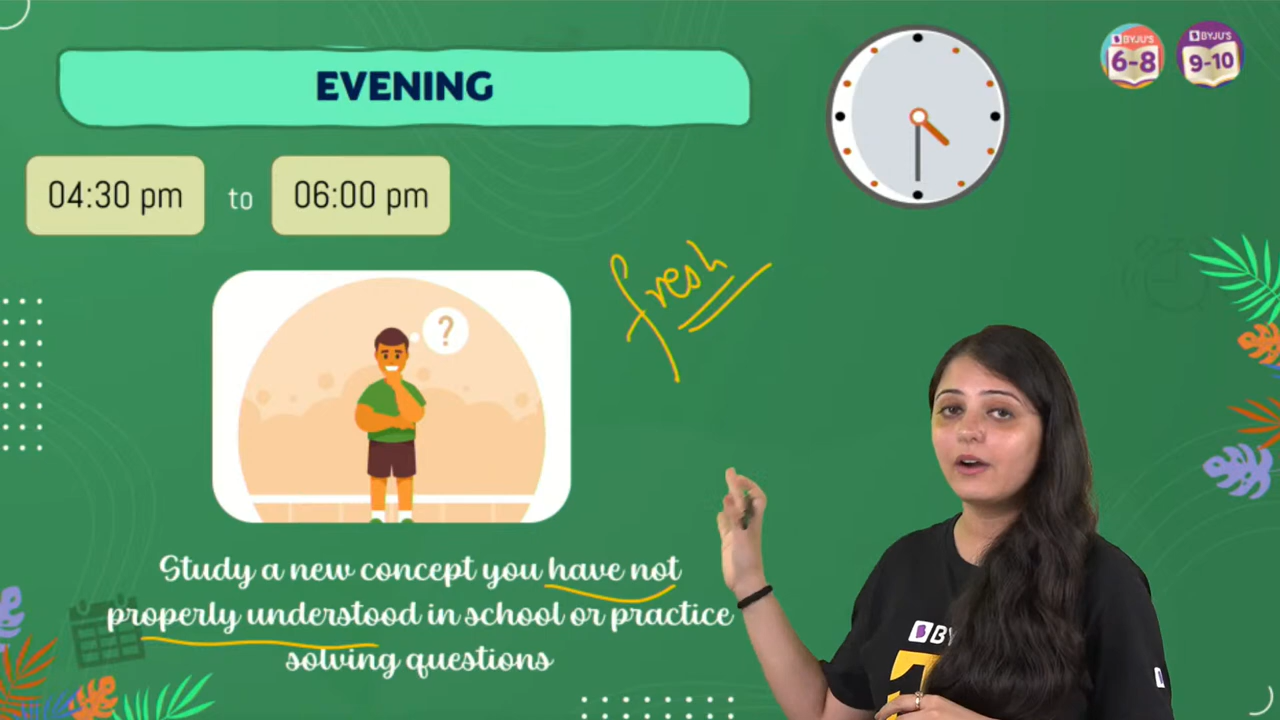 EVENING
BYJU'S
6-8
BYJU'S
9-10
04:30 pm to 06:00 pm
fresh
?
Study a new concept you have not
properly understood in school or practice
solving questions
BY